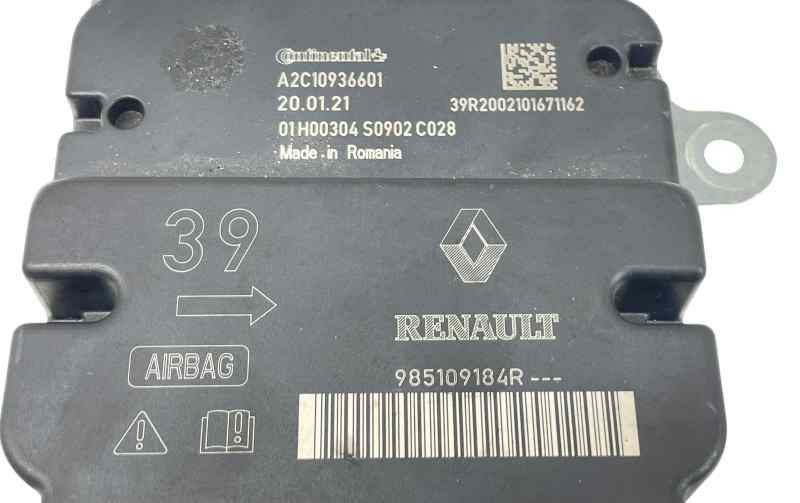 Continental
A2C10936601
20.01.21
39R2002101671162
01H00304 S0902 C028
Made in Romania
39
RENAULT
AIRBAG
985109184R ---